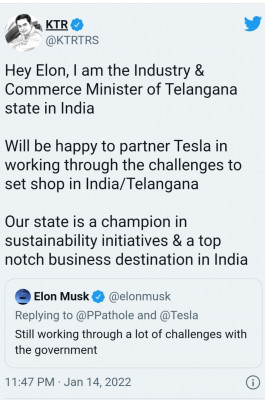 KTR
@KTRTRS
Hey Elon, I am the Industry &
Commerce Minister of Telangana
state in India
Will be happy to partner Tesla in
working through the challenges to
set shop in India/Telangana
Our state is a champion in
sustainability initiatives & a top
notch business destination in India
Elon Musk @elonmusk
Replying to @PPathole and @Tesla
Still working through a lot of challenges with
the government
11:47 PM · Jan 14, 2022